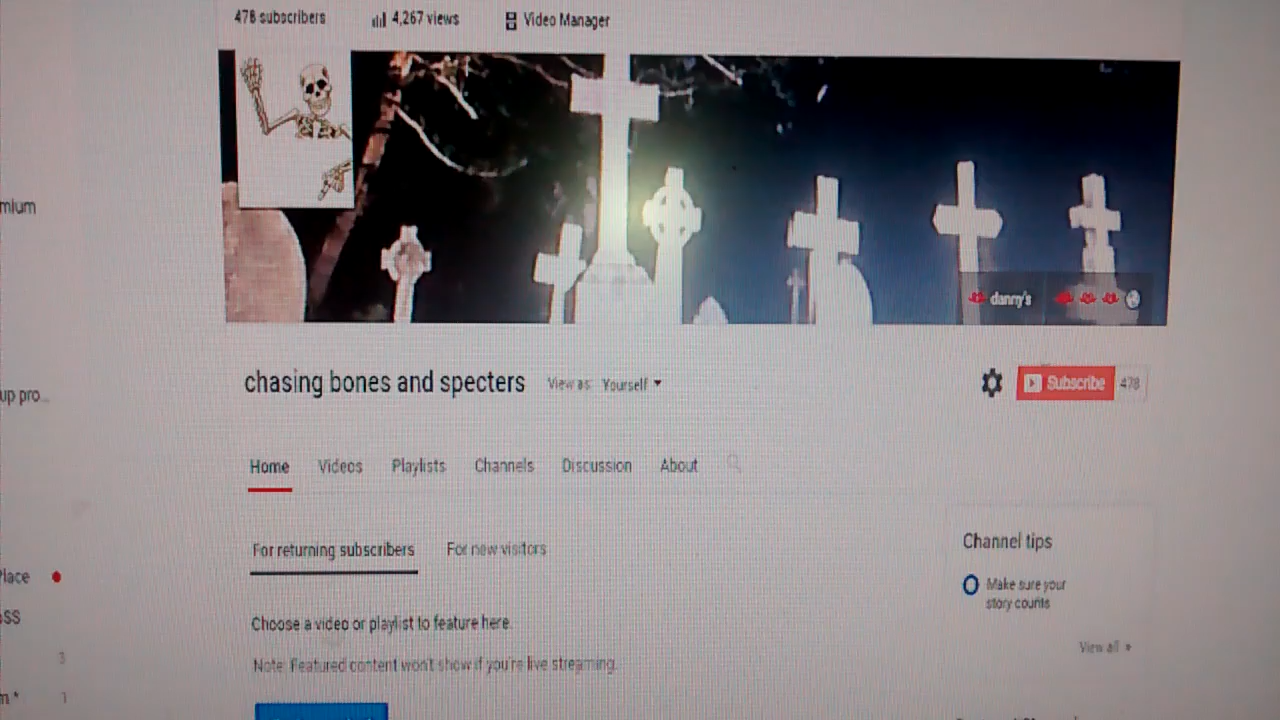 478 subscribers
4,267 views
Video Manager
mium
danny's
chasing bones and specters
View as: Yourself
Subscribe 478
up pro...
Home Videos Playlists Channels Discussion About
For returning subscribers For new visitors
Channel tips
Place
Make sure your
story counts
sSS
Choose a video or playlist to feature here.
View all »
3
Note: Featured content won't show if you're live streaming.
m *
1